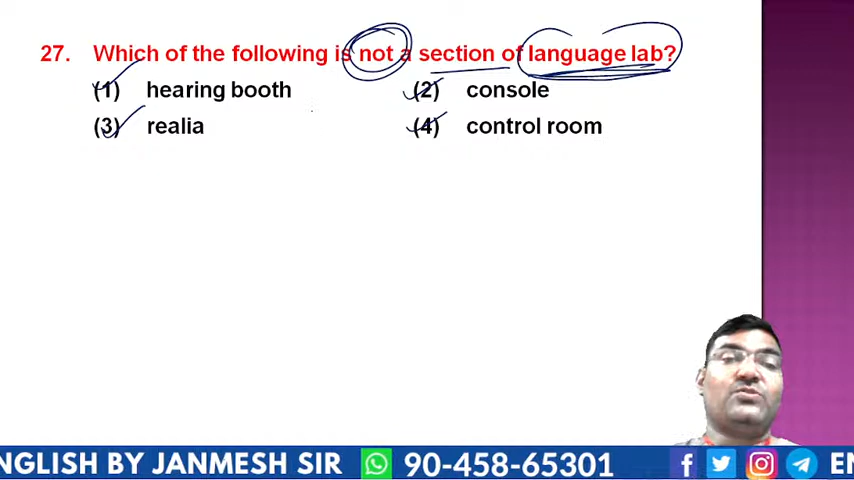 27. Which of the following is not a section of language lab?
(1) hearing booth (2) console
(3) realia (4) control room
NGLISH BY JANMESH SIR 90-458-65301 EN